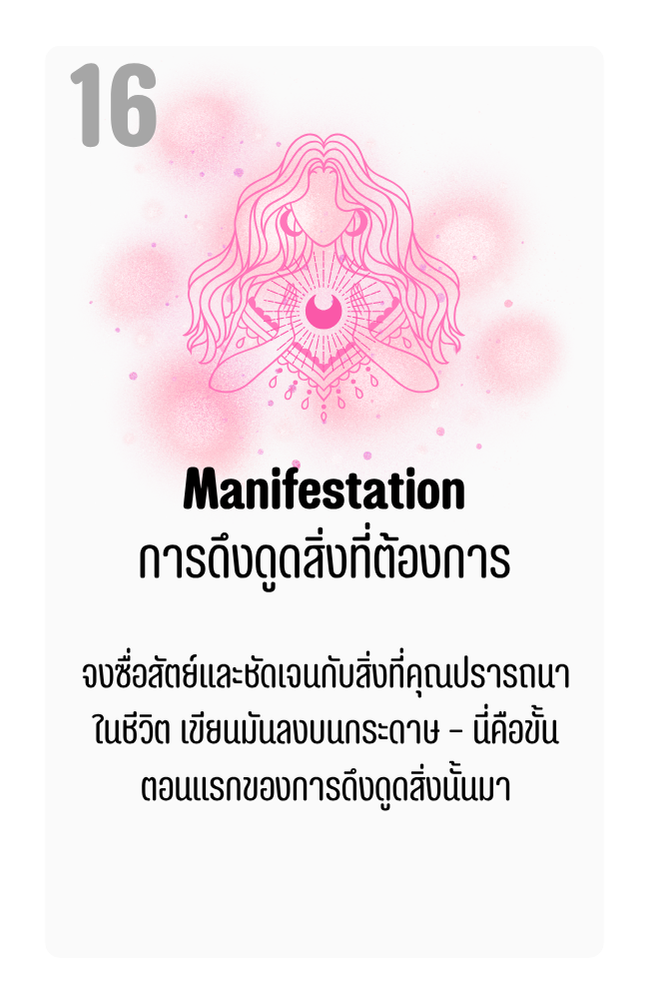 16
Manifestation
การดึงดูดสิ่งที่ต้องการ
จงซื่อสัตย์และชัดเจนกับสิ่งที่คุณปรารถนา
ในชีวิต เขียนมันลงบนกระดาษ - นี่คือขั้น
ตอนแรกของการดึงดูดสิ่งนั้นมา